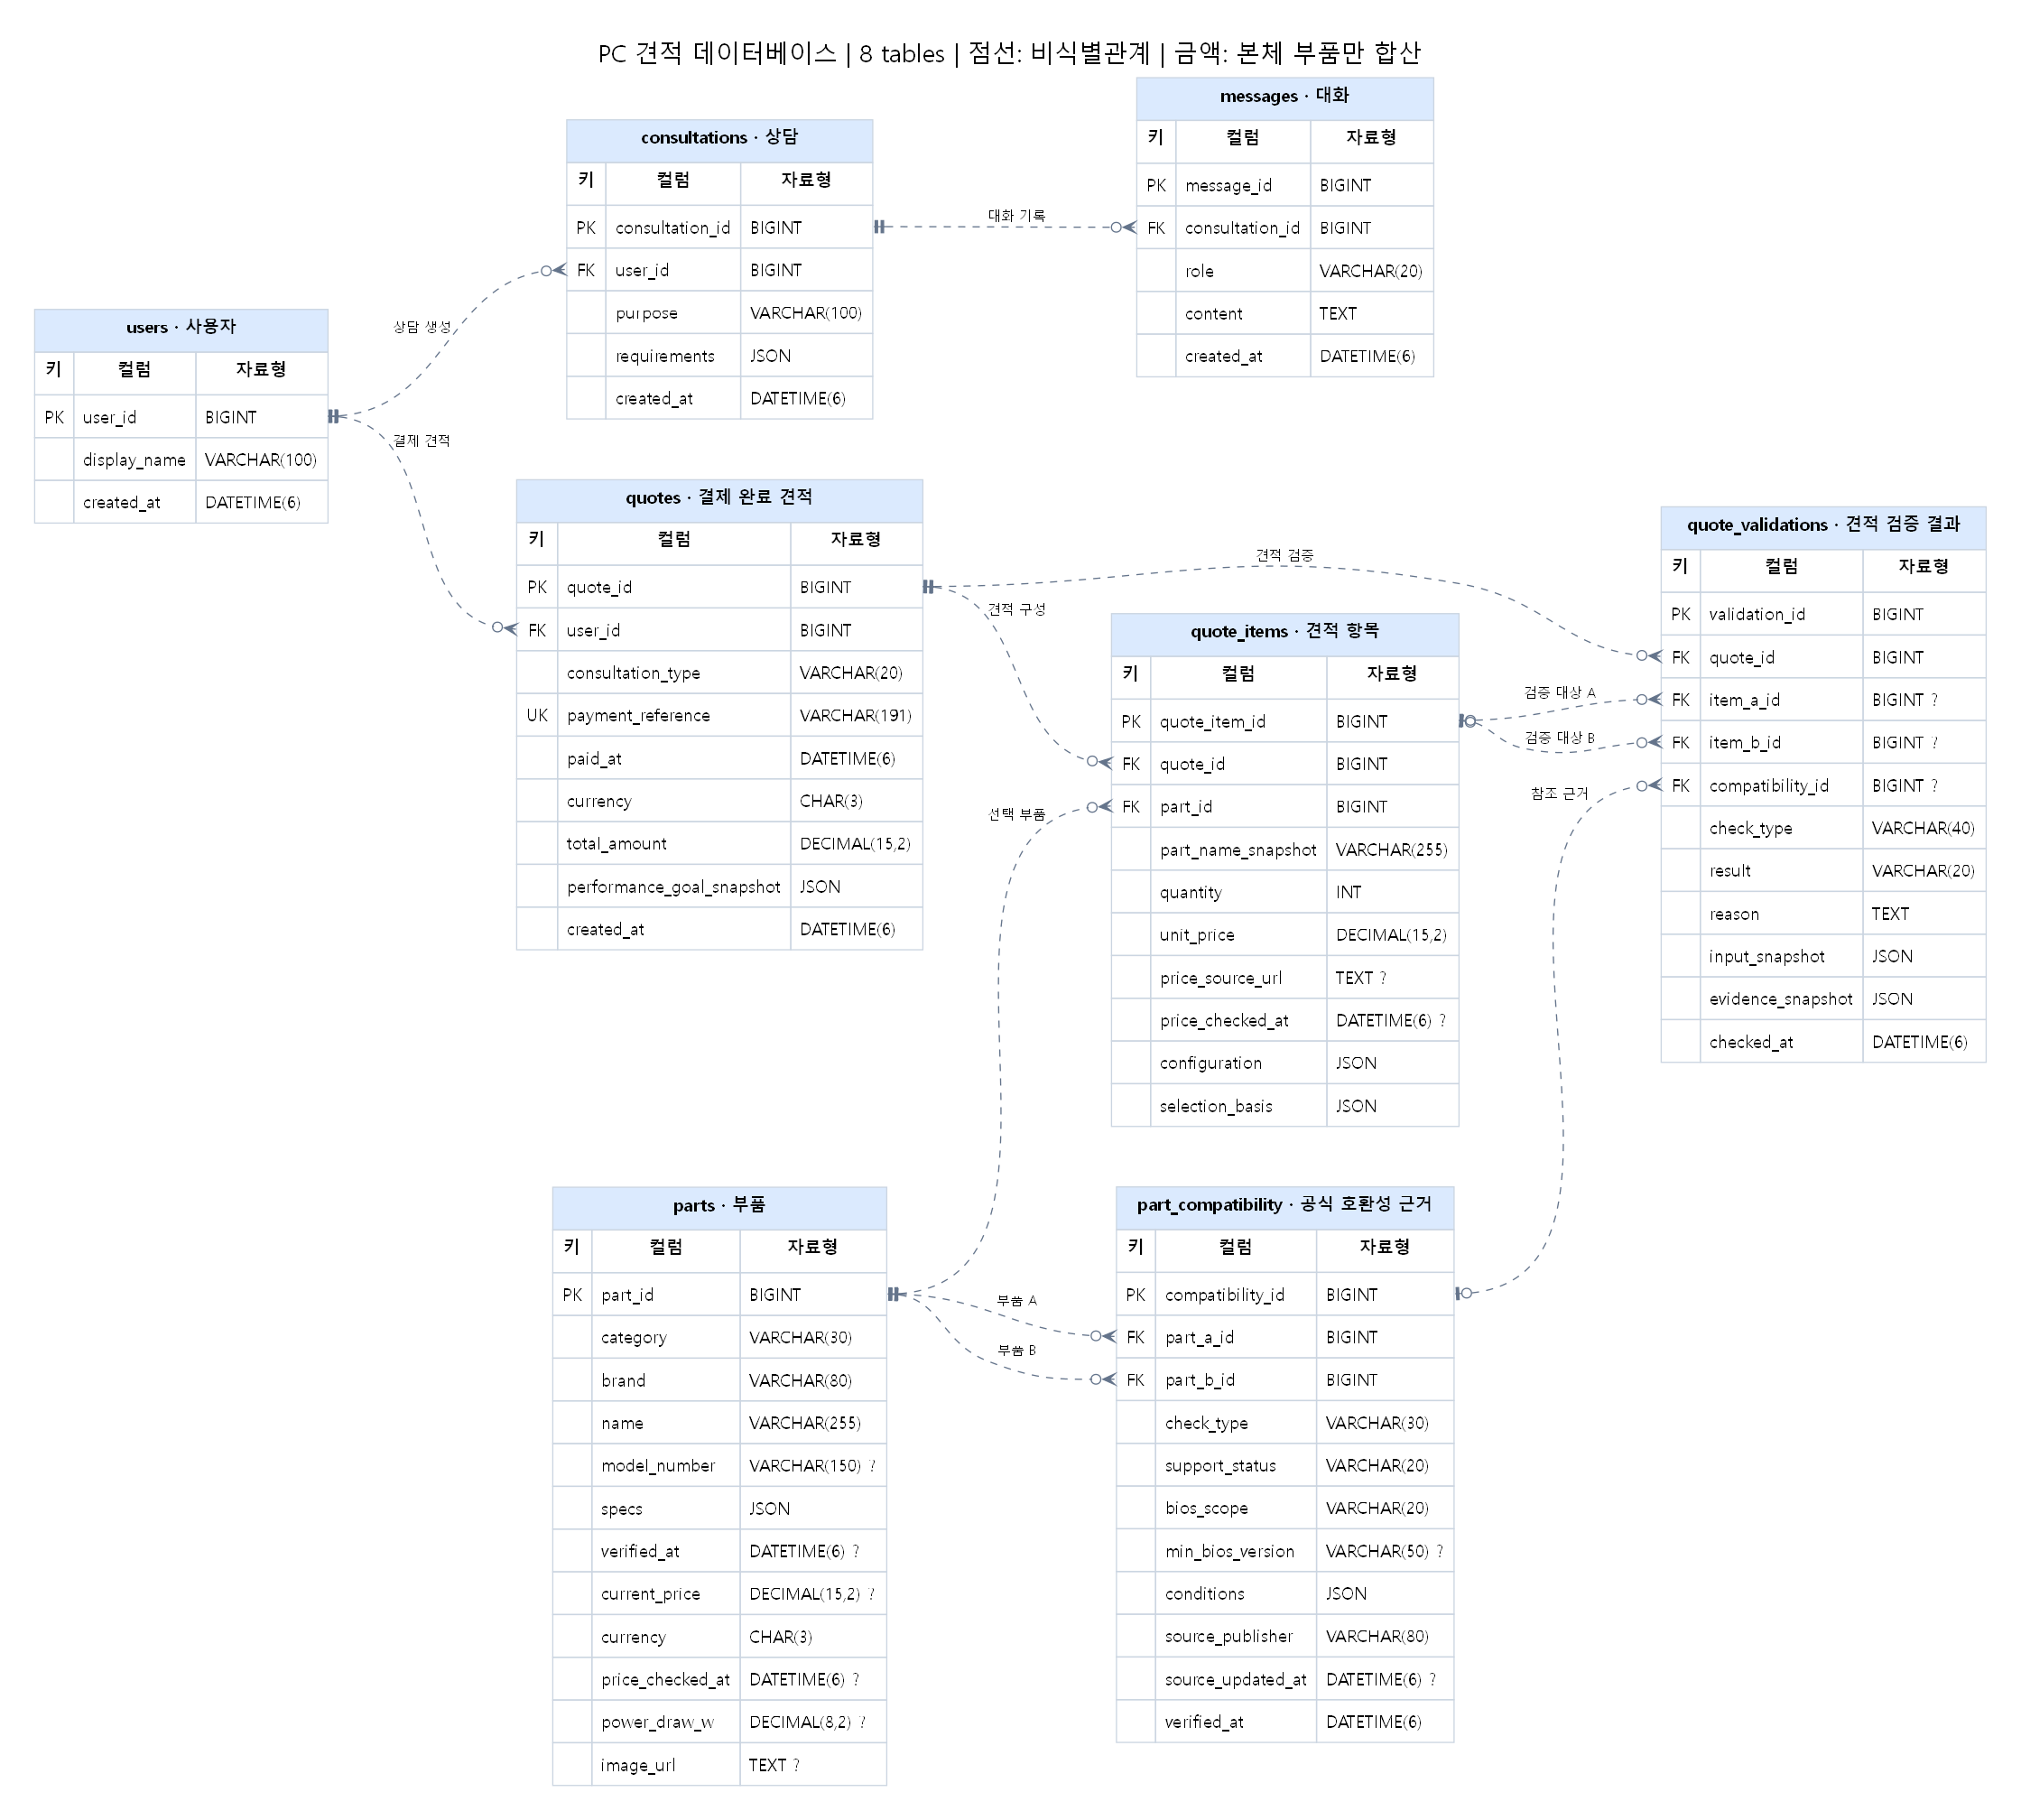 PC 견적 데이터베이스 | 8 tables | 점선: 비식별관계 | 금액: 본체 부품만 합산
messages · 대화
키 컬럼 자료형
PK message_id BIGINT
FK consultation_id BIGINT
role VARCHAR(20)
content TEXT
created_at DATETIME(6)
consultations · 상담
키 컬럼 자료형
PK consultation_id BIGINT
FK user_id BIGINT
purpose VARCHAR(100)
requirements JSON
created_at DATETIME(6)
대화 기록
users · 사용자
키 컬럼 자료형
PK user_id BIGINT
display_name VARCHAR(100)
created_at DATETIME(6)
상담 생성
결제 견적
quotes · 결제 완료 견적
키 컬럼 자료형
PK quote_id BIGINT
FK user_id BIGINT
consultation_type VARCHAR(20)
UK payment_reference VARCHAR(191)
paid_at DATETIME(6)
currency CHAR(3)
total_amount DECIMAL(15,2)
performance_goal_snapshot JSON
created_at DATETIME(6)
견적 검증
견적 구성
선택 부품
quote_items · 견적 항목
키 컬럼 자료형
PK quote_item_id BIGINT
FK quote_id BIGINT
FK part_id BIGINT
part_name_snapshot VARCHAR(255)
quantity INT
unit_price DECIMAL(15,2)
price_source_url TEXT ?
price_checked_at DATETIME(6) ?
configuration JSON
selection_basis JSON
검증 대상 A
검증 대상 B
참조 근거
quote_validations · 견적 검증 결과
키 컬럼 자료형
PK validation_id BIGINT
FK quote_id BIGINT
FK item_a_id BIGINT ?
FK item_b_id BIGINT ?
FK compatibility_id BIGINT ?
check_type VARCHAR(40)
result VARCHAR(20)
reason TEXT
input_snapshot JSON
evidence_snapshot JSON
checked_at DATETIME(6)
parts · 부품
키 컬럼 자료형
PK part_id BIGINT
category VARCHAR(30)
brand VARCHAR(80)
name VARCHAR(255)
model_number VARCHAR(150) ?
specs JSON
verified_at DATETIME(6) ?
current_price DECIMAL(15,2) ?
currency CHAR(3)
price_checked_at DATETIME(6) ?
power_draw_w DECIMAL(8,2) ?
image_url TEXT ?
부품 A
부품 B
part_compatibility · 공식 호환성 근거
키 컬럼 자료형
PK compatibility_id BIGINT
FK part_a_id BIGINT
FK part_b_id BIGINT
check_type VARCHAR(30)
support_status VARCHAR(20)
bios_scope VARCHAR(20)
min_bios_version VARCHAR(50) ?
conditions JSON
source_publisher VARCHAR(80)
source_updated_at DATETIME(6) ?
verified_at DATETIME(6)